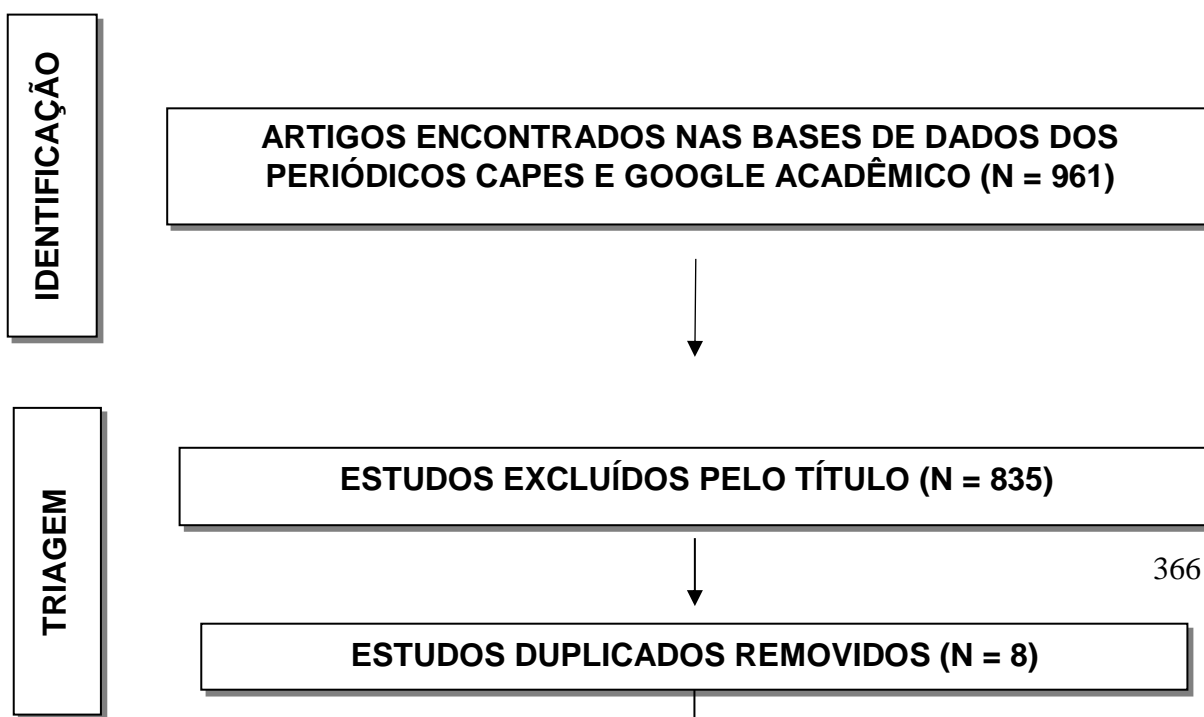 IDENTIFICAÇÃO
ARTIGOS ENCONTRADOS NAS BASES DE DADOS DOS
PERIÓDICOS CAPES E GOOGLE ACADÊMICO (N = 961)
TRIAGEM
ESTUDOS EXCLUÍDOS PELO TÍTULO (N = 835)
366
ESTUDOS DUPLICADOS REMOVIDOS (N = 8)